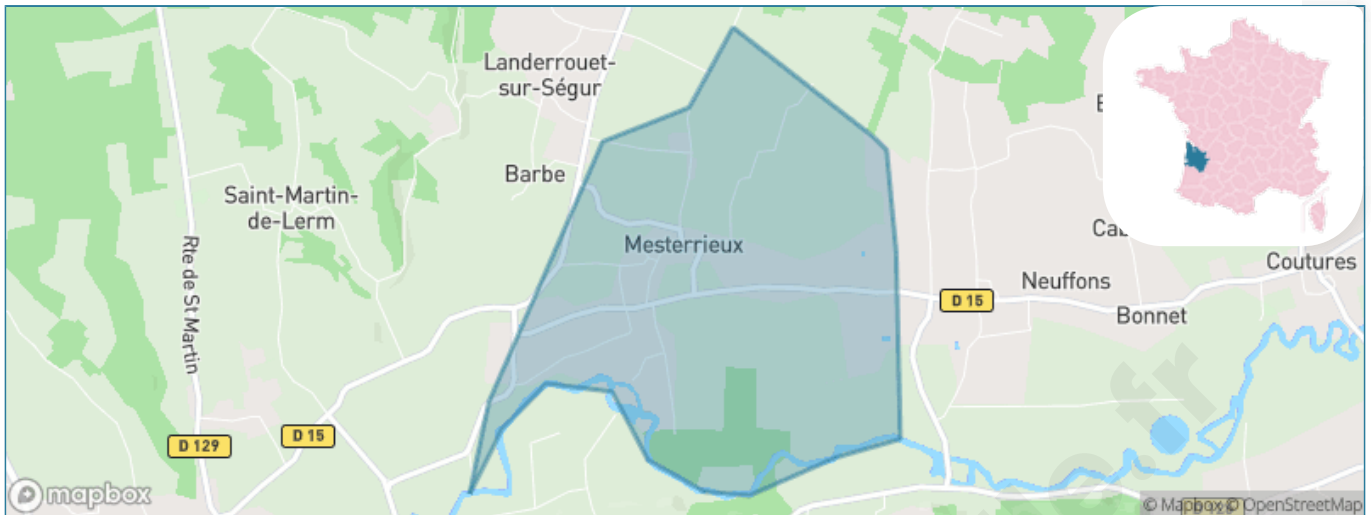 Landerrouet-
sur-Ségur
Barbe
Saint-Martin-
de-Lerm
Mesterrieux
Rte de St Martin
Neuffons
Coutures
Bonnet
D 15
D 129
D 15
mapbox
© Mapbox © OpenStreetMap